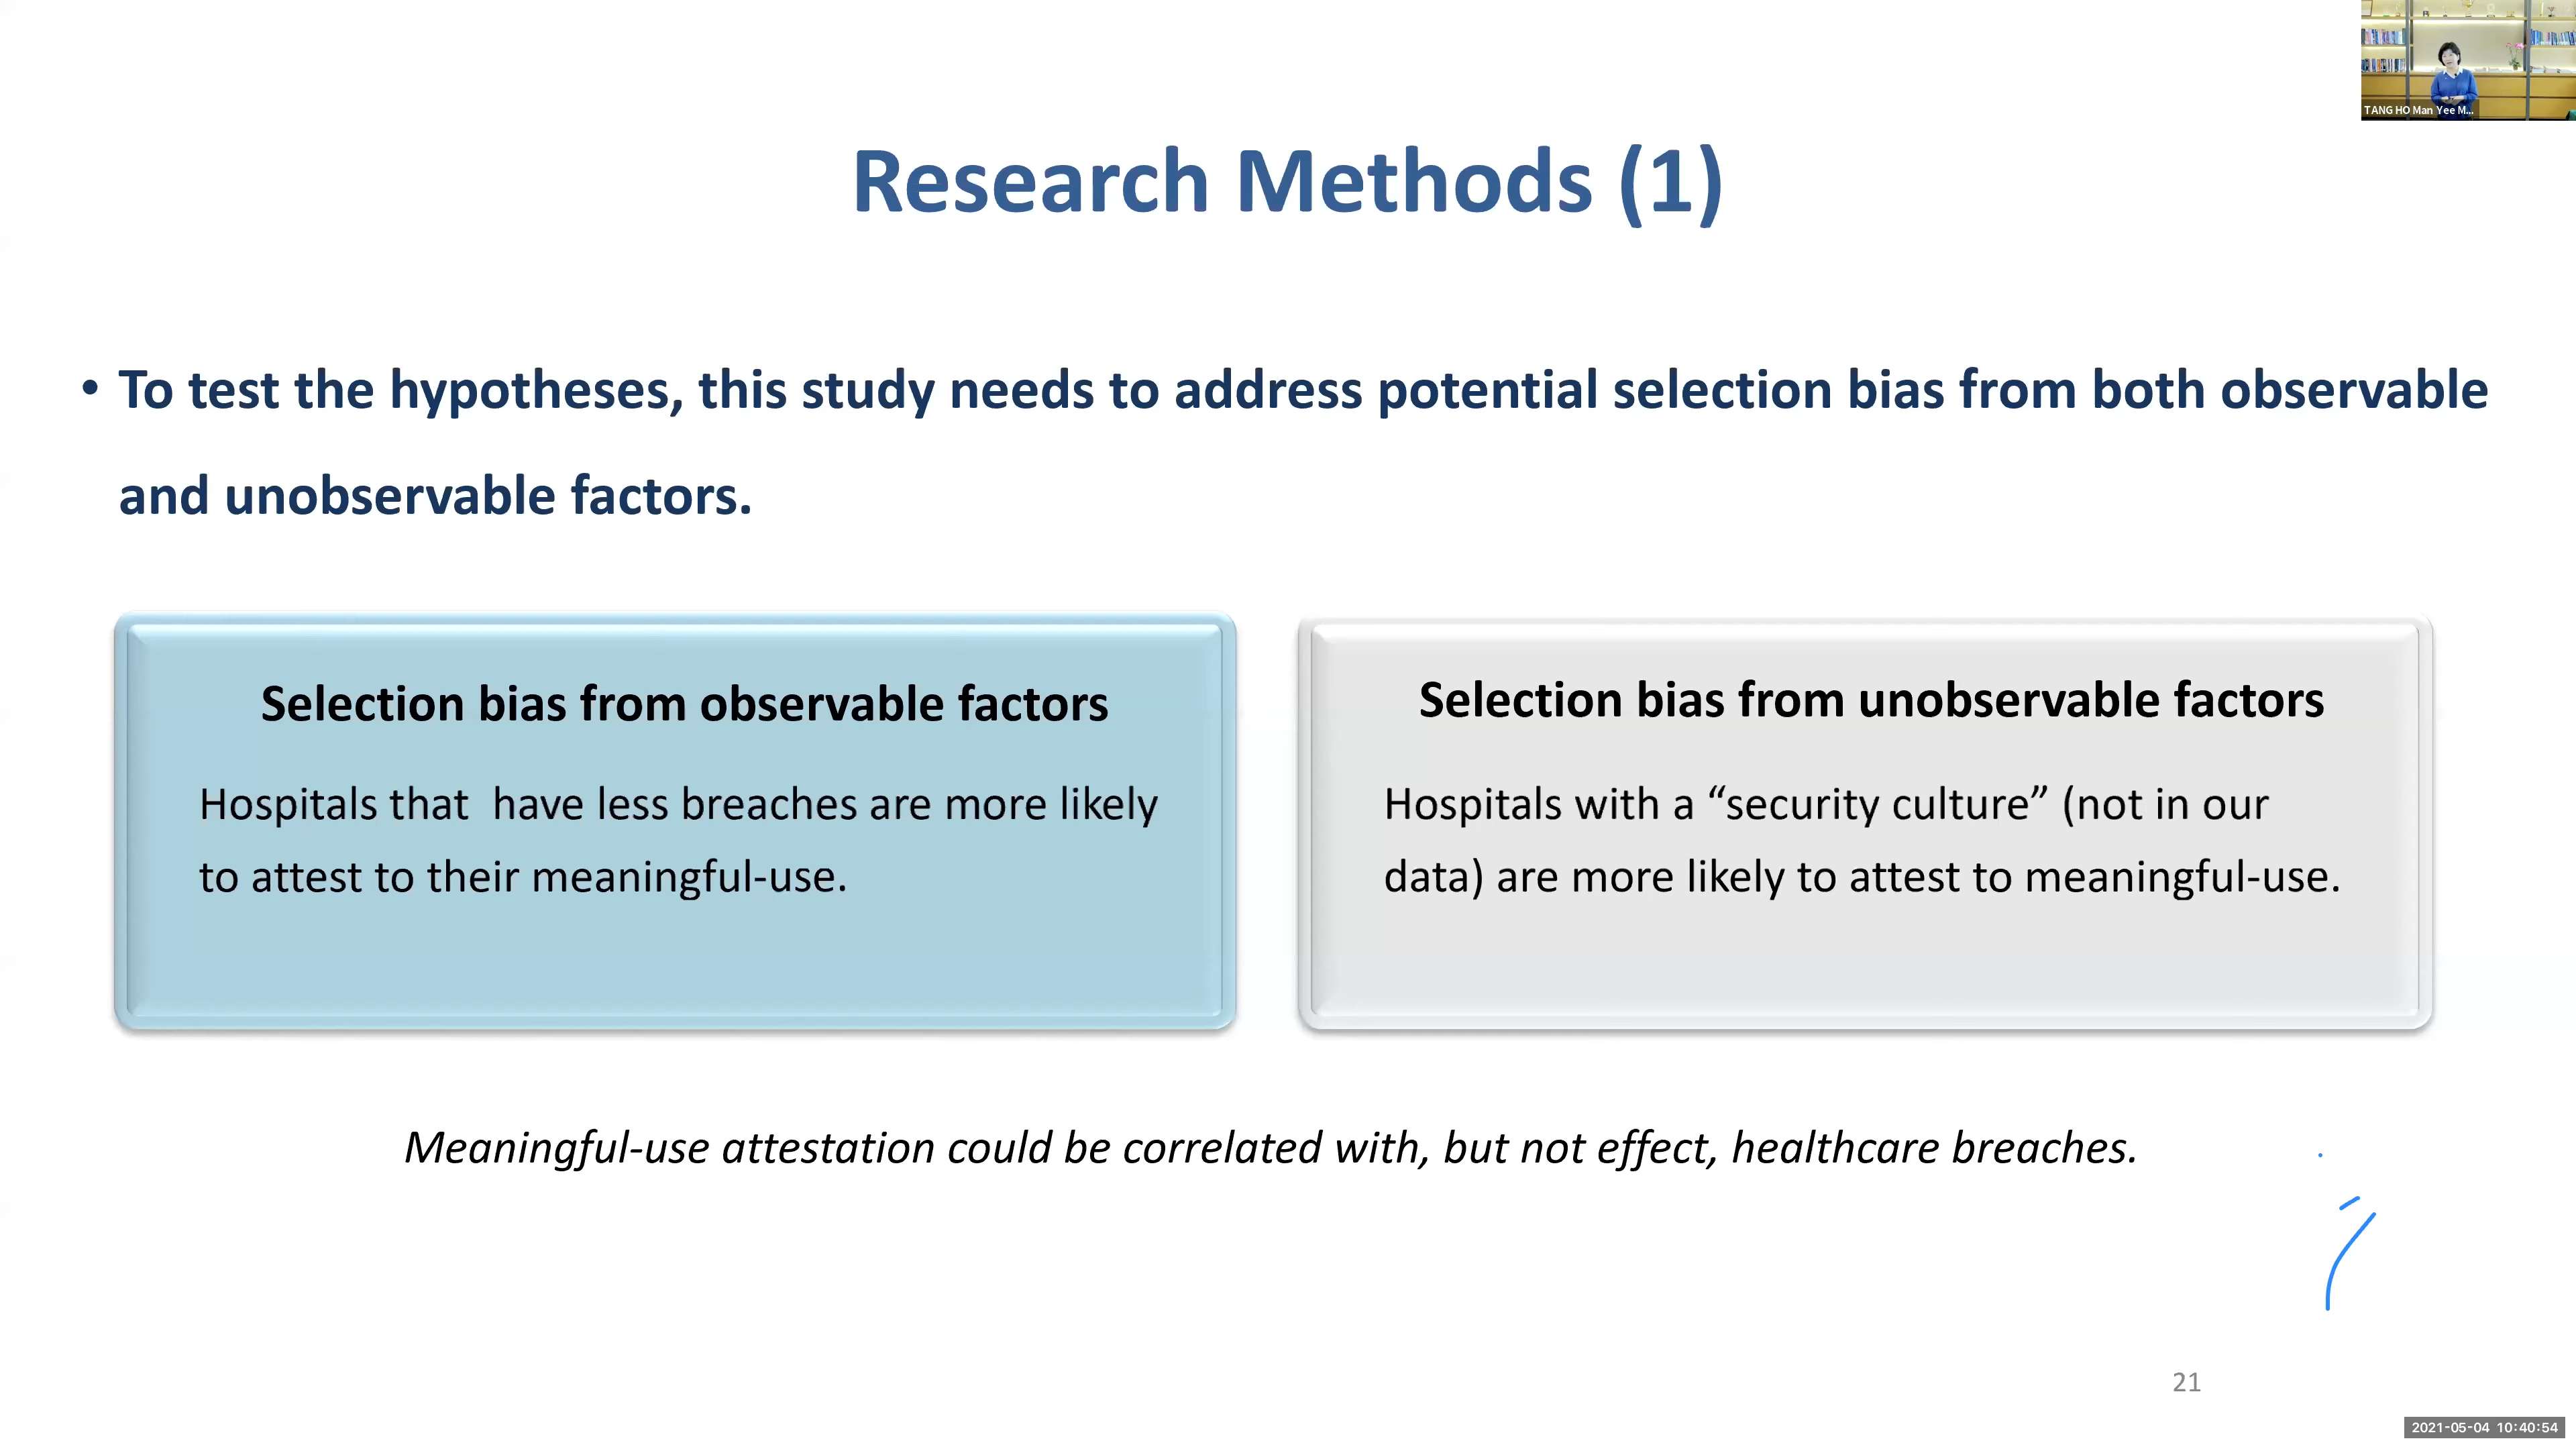 TANG HO Man Yee M...
Research Methods (1)
• To test the hypotheses, this study needs to address potential selection bias from both observable
and unobservable factors.
Selection bias from observable factors
Hospitals that  have less breaches are more likely
to attest to their meaningful-use.
Selection bias from unobservable factors
Hospitals with a “security culture” (not in our
data) are more likely to attest to meaningful-use.
Meaningful-use attestation could be correlated with, but not effect, healthcare breaches.
21
2021-05-04 10:40:54